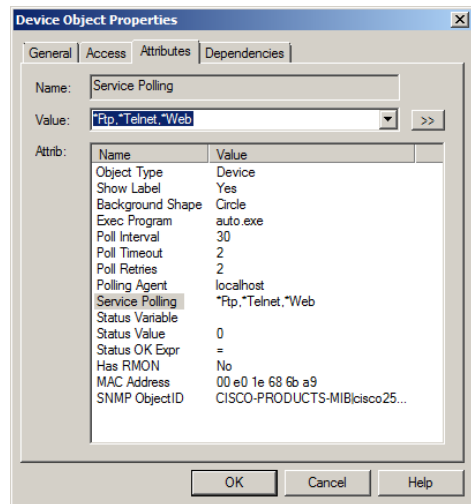 Device Object Properties
General Access Attributes Dependencies
Name: Service Polling
Value: *Ftp,*Telnet,*Web >>
Attrib: Name Value
Object Type Device
Show Label Yes
Background Shape Circle
Exec Program auto.exe
Poll Interval 30
Poll Timeout 2
Poll Retries 2
Polling Agent localhost
Service Polling *Ftp,*Telnet,*Web
Status Variable
Status Value 0
Status OK Expr =
Has RMON No
MAC Address 00 e0 1e 68 6b a9
SNMP ObjectID CISCO-PRODUCTS-MIB|cisco25...
OK Cancel Help